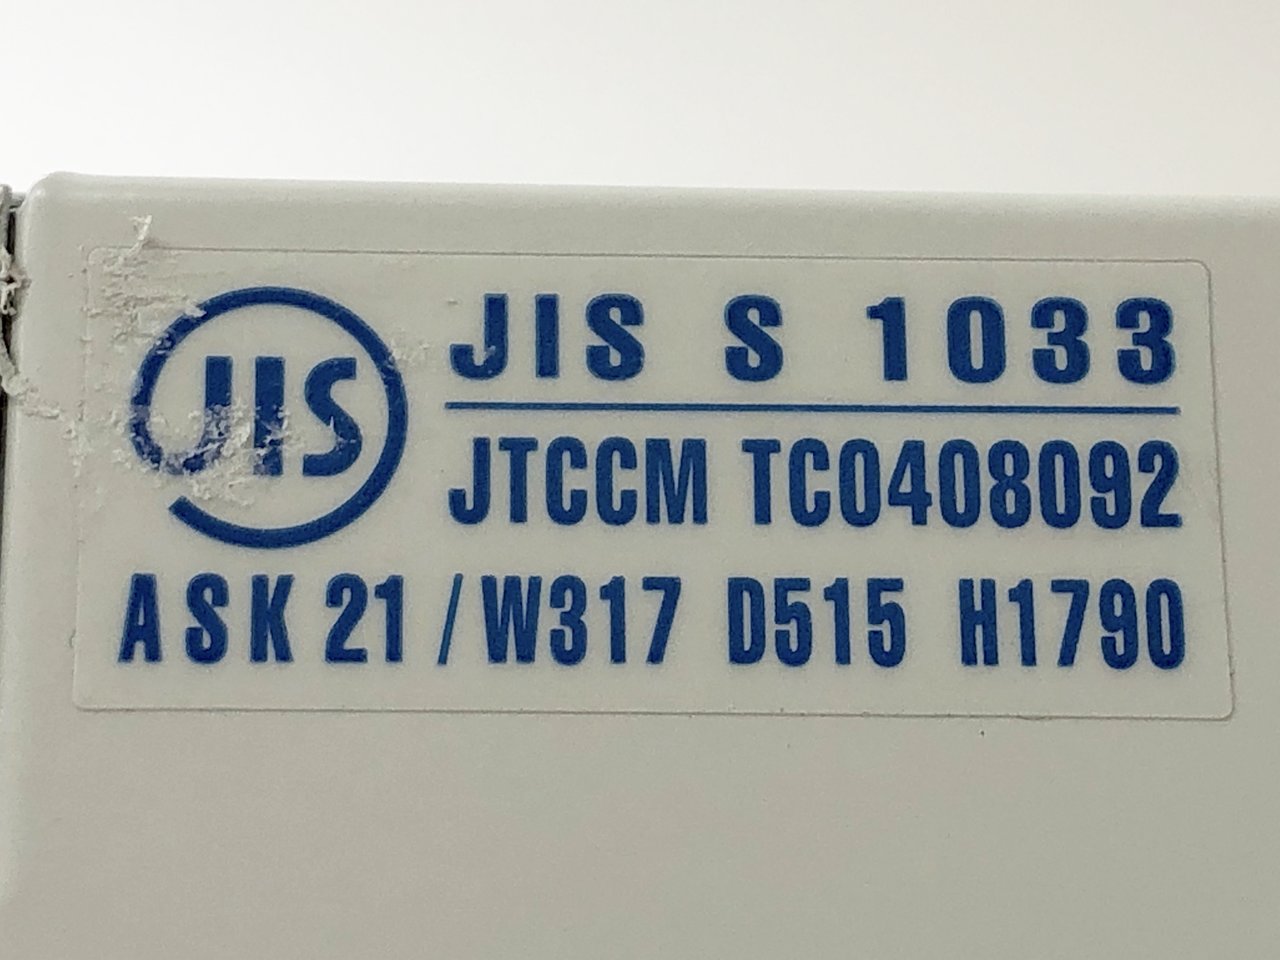 JIS
JIS S 1033
JTCCM TC0408092
ASK 21 / W317 D515 H1790